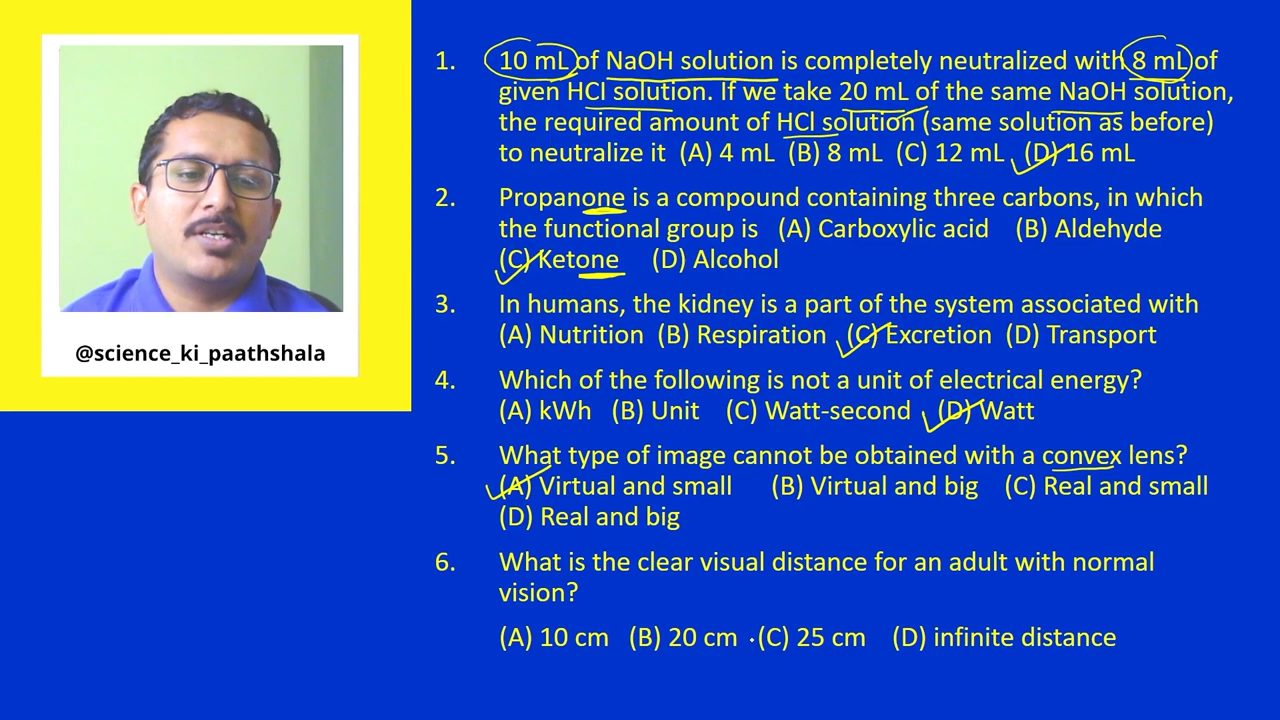 @science_ki_paathshala
1. 10 mL of NaOH solution is completely neutralized with 8 mL of
given HCl solution. If we take 20 mL of the same NaOH solution,
the required amount of HCl solution (same solution as before)
to neutralize it (A) 4 mL (B) 8 mL (C) 12 mL (D) 16 mL
2. Propanone is a compound containing three carbons, in which
the functional group is (A) Carboxylic acid (B) Aldehyde
(C) Ketone (D) Alcohol
3. In humans, the kidney is a part of the system associated with
(A) Nutrition (B) Respiration (C) Excretion (D) Transport
4. Which of the following is not a unit of electrical energy?
(A) kWh (B) Unit (C) Watt-second (D) Watt
5. What type of image cannot be obtained with a convex lens?
(A) Virtual and small (B) Virtual and big (C) Real and small
(D) Real and big
6. What is the clear visual distance for an adult with normal
vision?
(A) 10 cm (B) 20 cm (C) 25 cm (D) infinite distance